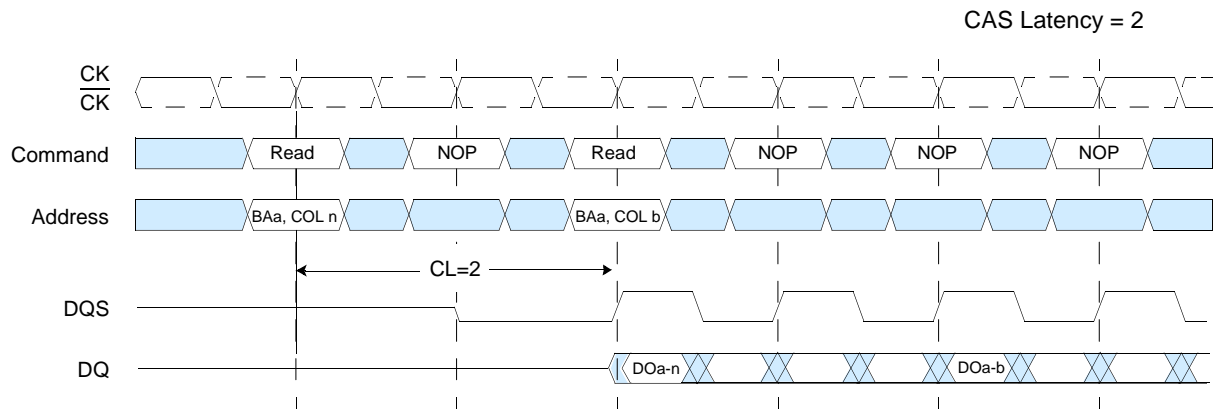 CAS Latency = 2
CK
CK
Command Read NOP Read NOP NOP NOP
Address BAa, COL n BAa, COL b
CL=2
DQS
DQ DOa-n DOa-b